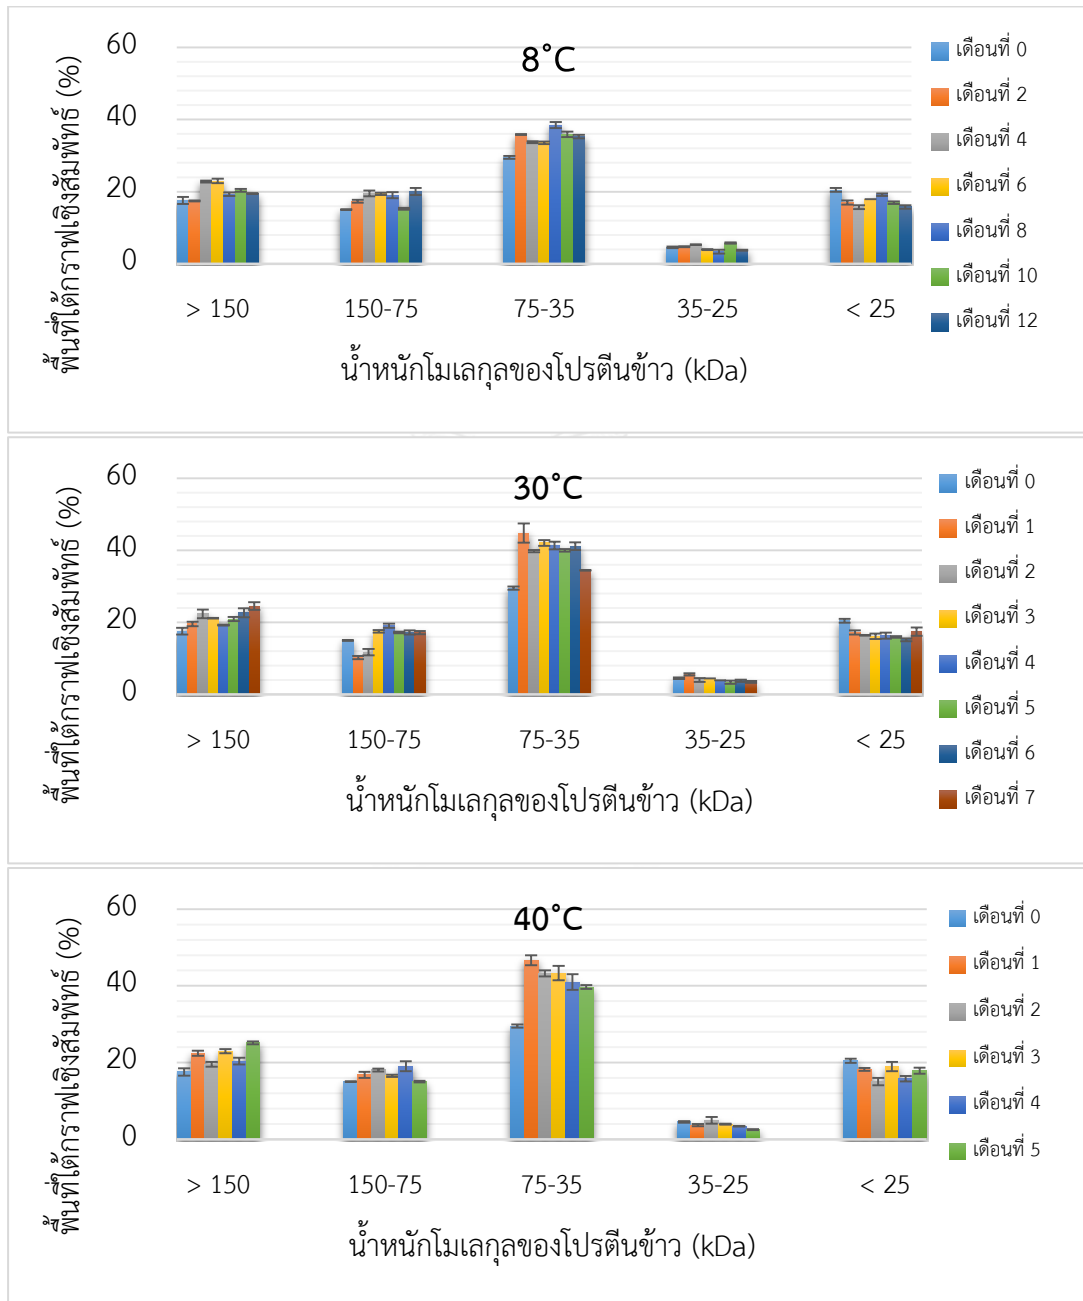 8°C
พื้นที่ใต้กราฟเชิงสัมพัทธ์ (%)
60
40
20
0
> 150
150-75
75-35
35-25
< 25
น้ำหนักโมเลกุลของโปรตีนข้าว (kDa)
เดือนที่ 0
เดือนที่ 2
เดือนที่ 4
เดือนที่ 6
เดือนที่ 8
เดือนที่ 10
เดือนที่ 12
30°C
พื้นที่ใต้กราฟเชิงสัมพัทธ์ (%)
60
40
20
0
> 150
150-75
75-35
35-25
< 25
น้ำหนักโมเลกุลของโปรตีนข้าว (kDa)
เดือนที่ 0
เดือนที่ 1
เดือนที่ 2
เดือนที่ 3
เดือนที่ 4
เดือนที่ 5
เดือนที่ 6
เดือนที่ 7
40°C
พื้นที่ใต้กราฟเชิงสัมพัทธ์ (%)
60
40
20
0
> 150
150-75
75-35
35-25
< 25
น้ำหนักโมเลกุลของโปรตีนข้าว (kDa)
เดือนที่ 0
เดือนที่ 1
เดือนที่ 2
เดือนที่ 3
เดือนที่ 4
เดือนที่ 5